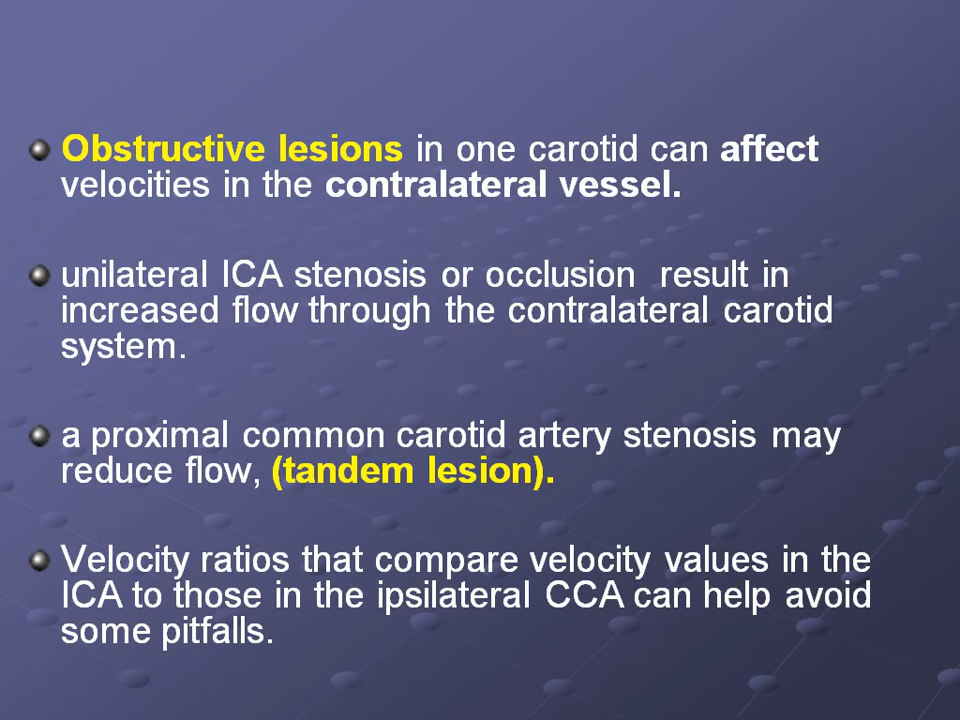 Obstructive lesions in one carotid can affect
velocities in the contralateral vessel.
unilateral ICA stenosis or occlusion  result in
increased flow through the contralateral carotid
system.
a proximal common carotid artery stenosis may
reduce flow, (tandem lesion).
Velocity ratios that compare velocity values in the
ICA to those in the ipsilateral CCA can help avoid
some pitfalls.